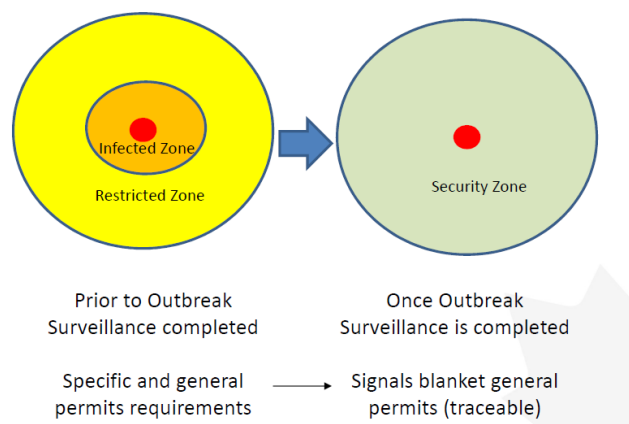 Infected Zone
Restricted Zone
Security Zone
Prior to Outbreak
Surveillance completed
Once Outbreak
Surveillance is completed
Specific and general
permits requirements
Signals blanket general
permits (traceable)